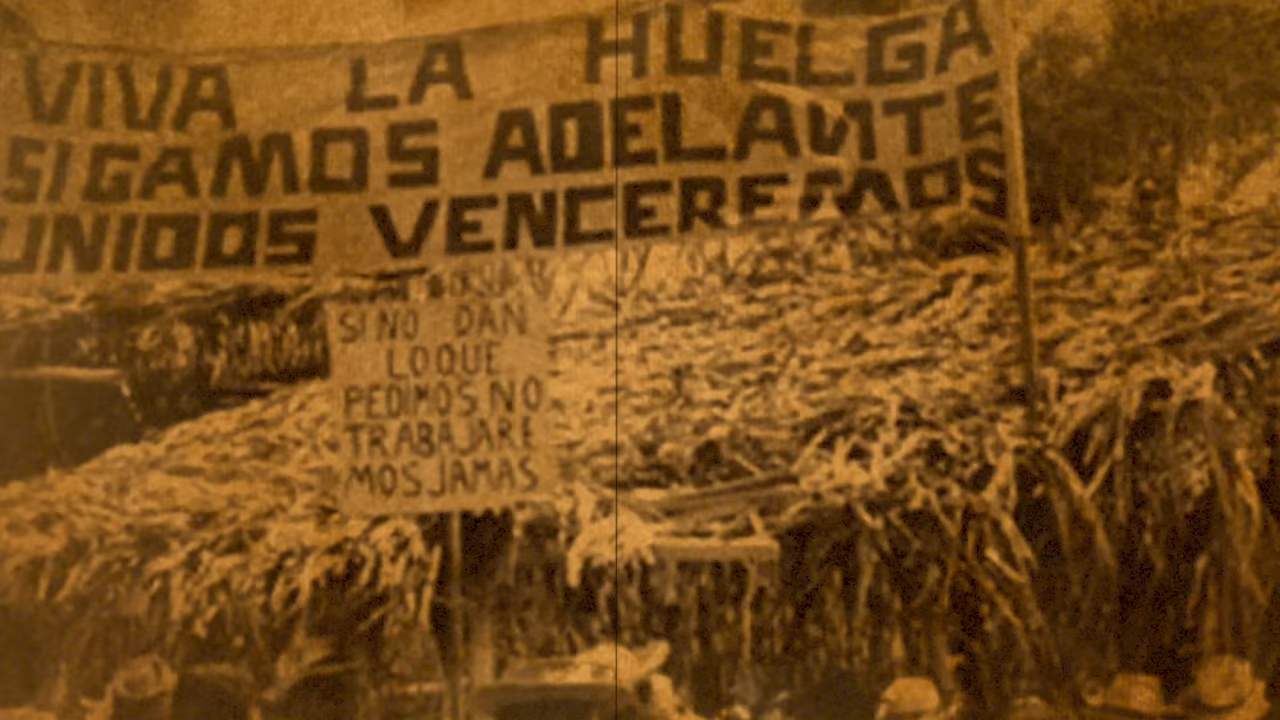 VIVA LA HUELGA
SIGAMOS ADELANTE
UNIDOS VENCEREMOS
SI NO DAN
LO QUE
PEDIMOS NO
TRABAJARE
MOS JAMAS